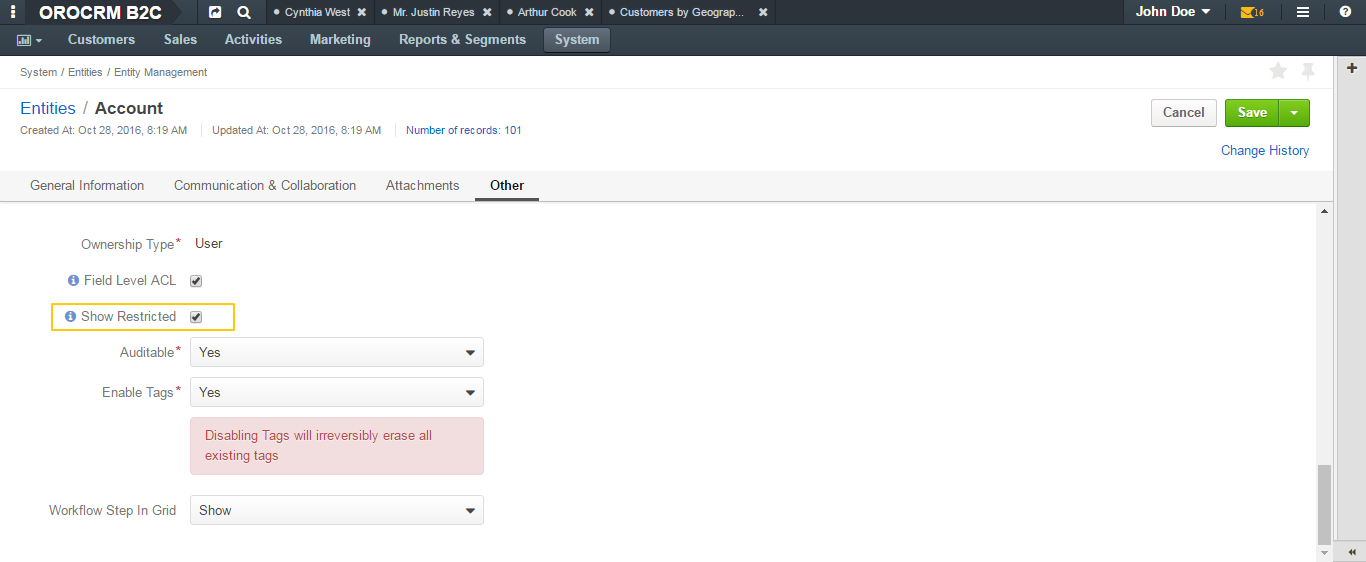 OROCRM B2C
Cynthia West
Mr. Justin Reyes
Arthur Cook
Customers by Geograp...
John Doe
16
Customers
Sales
Activities
Marketing
Reports & Segments
System
System / Entities / Entity Management
Entities / Account
Cancel
Save
Created At: Oct 28, 2016, 8:19 AM
Updated At: Oct 28, 2016, 8:19 AM
Number of records: 101
Change History
General Information
Communication & Collaboration
Attachments
Other
Ownership Type* User
Field Level ACL
Show Restricted
Auditable* Yes
Enable Tags* Yes
Disabling Tags will irreversibly erase all
existing tags
Workflow Step In Grid Show